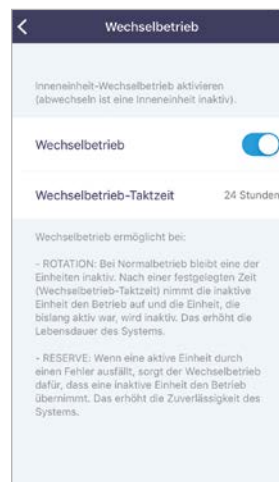 Wechselbetrieb
Inneneinheit-Wechselbetrieb aktivieren
(abwechseln ist eine Inneneinheit inaktiv).
Wechselbetrieb
Wechselbetrieb-Taktzeit 24 Stunden
Wechselbetrieb ermöglicht bei:
- ROTATION: Bei Normalbetrieb bleibt eine der
Einheiten inaktiv. Nach einer festgelegten Zeit
(Wechselbetrieb-Taktzeit) nimmt die inaktive
Einheit den Betrieb auf und die Einheit, die
bislang aktiv war, wird inaktiv. Das erhöht die
Lebensdauer des Systems.
- RESERVE: Wenn eine aktive Einheit durch
einen Fehler ausfällt, sorgt der Wechselbetrieb
dafür, dass eine inaktive Einheit den Betrieb
übernimmt. Das erhöht die Zuverlässigkeit des
Systems.